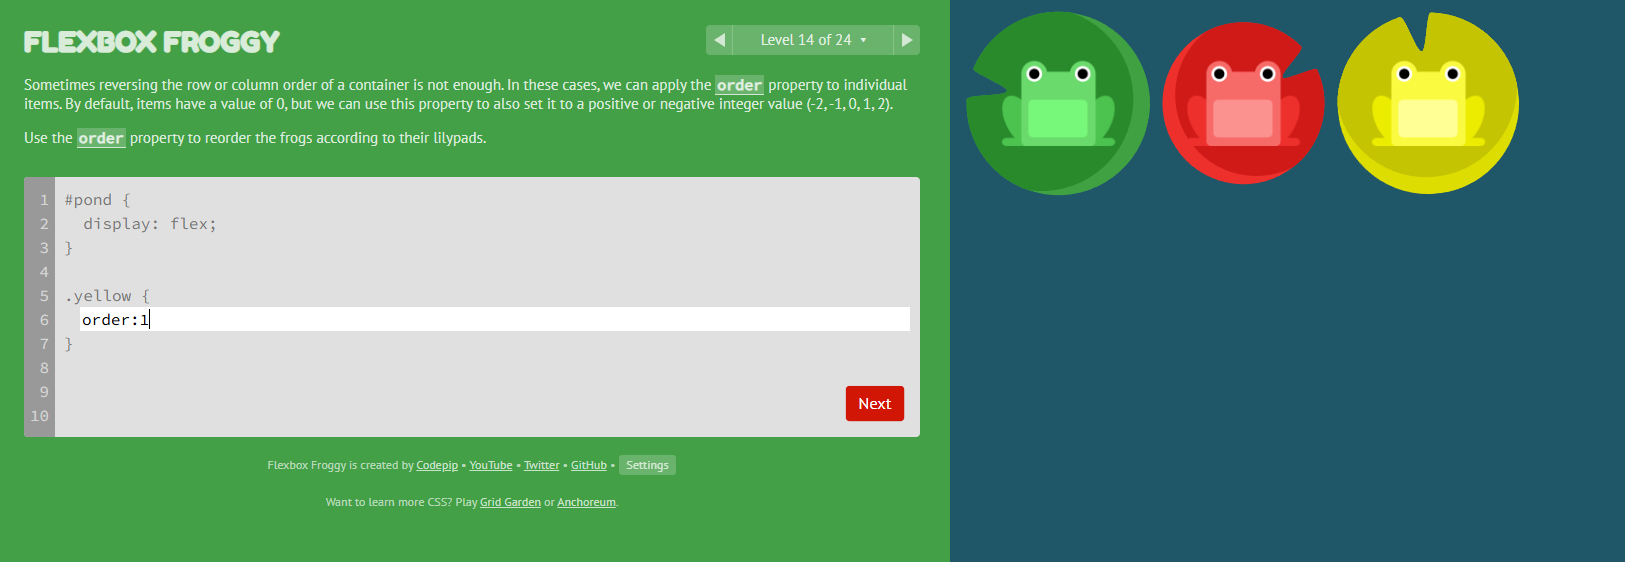 FLEXBOX FROGGY
Level 14 of 24
Sometimes reversing the row or column order of a container is not enough. In these cases, we can apply the order property to individual
items. By default, items have a value of 0, but we can use this property to also set it to a positive or negative integer value (-2, -1, 0, 1, 2).
Use the order property to reorder the frogs according to their lilypads.
1 #pond {
2 display: flex;
3 }
4
5 .yellow {
6 order:1
7 }
8
9
10
Next
Flexbox Froggy is created by Codepip • YouTube • Twitter • GitHub • Settings
Want to learn more CSS? Play Grid Garden or Anchoreum.